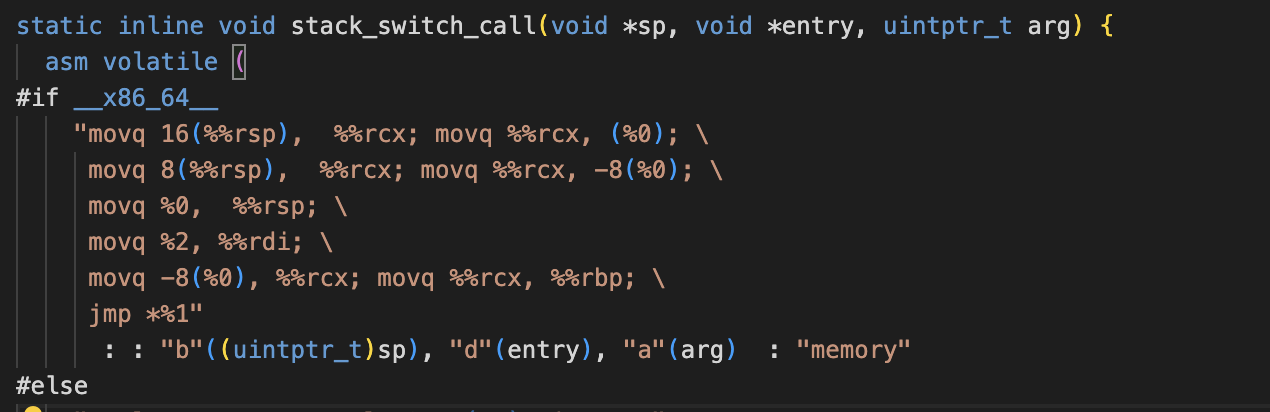 static inline void stack_switch_call(void *sp, void *entry, uintptr_t arg) {
  asm volatile (
#if __x86_64__
    "movq 16(%%rsp),  %%rcx; movq %%rcx, (%0); \
     movq 8(%%rsp),  %%rcx; movq %%rcx, -8(%0); \
     movq %0,  %%rsp; \
     movq %2, %%rdi; \
     movq -8(%0), %%rcx; movq %%rcx, %%rbp; \
     jmp *%1"
      : : "b"((uintptr_t)sp), "d"(entry), "a"(arg)  : "memory"
#else